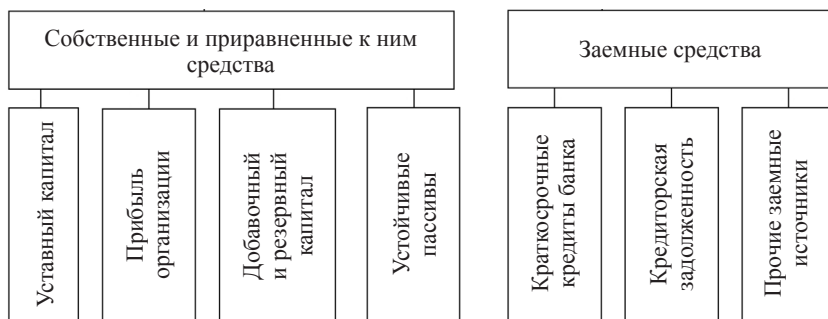 Собственные и приравненные к ним
средства
Заемные средства
Уставный капитал
Прибыль
организации
Добавочный
и резервный
капитал
Устойчивые
пассивы
Краткосрочные
кредиты банка
Кредиторская
задолженность
Прочие заемные
источники